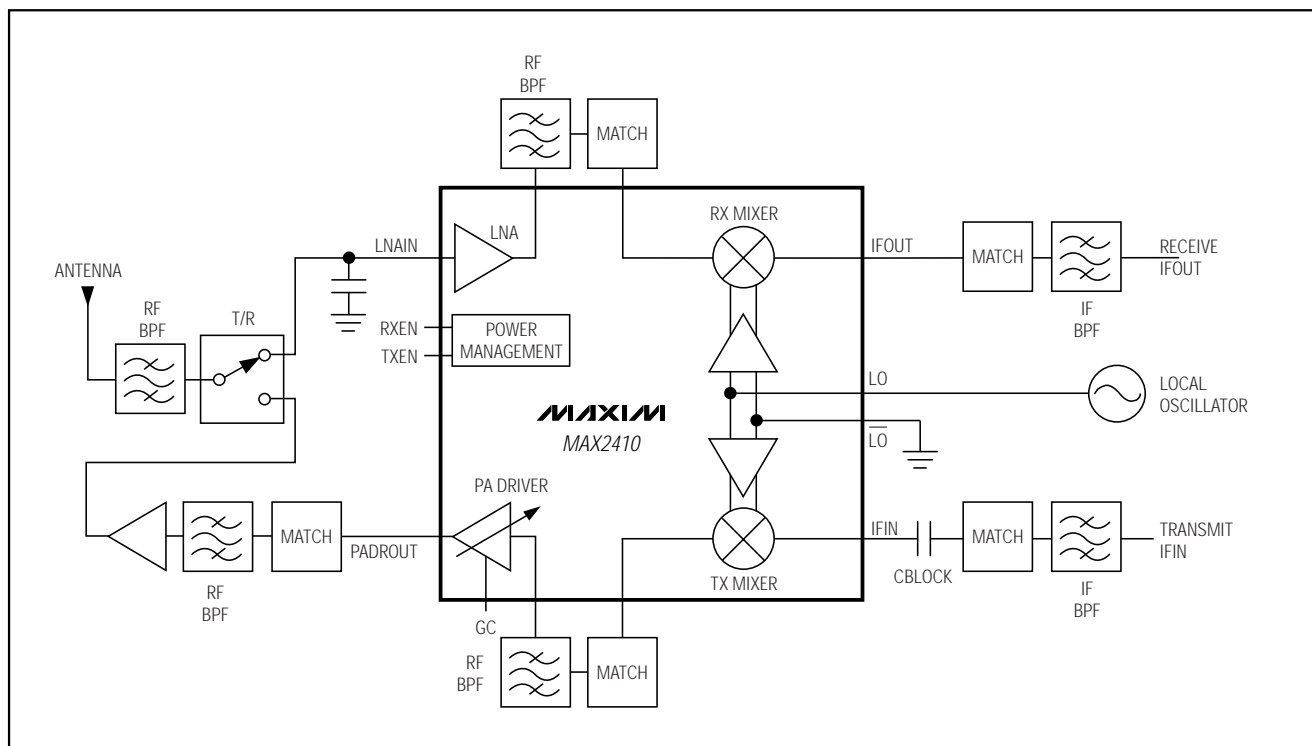 RF
BPF
MATCH
RX MIXER
LNA
LNAIN
IFOUT
MATCH
RECEIVE
IFOUT
IF
BPF
ANTENNA
RF
BPF
T/R
RXEN
TXEN
POWER
MANAGEMENT
LO
LOCAL
OSCILLATOR
MAXIM
MAX2410
LO
PA DRIVER
RF
BPF
MATCH
PADROUT
GC
IFIN
CBLOCK
MATCH
TRANSMIT
IFIN
IF
BPF
TX MIXER
RF
BPF
MATCH